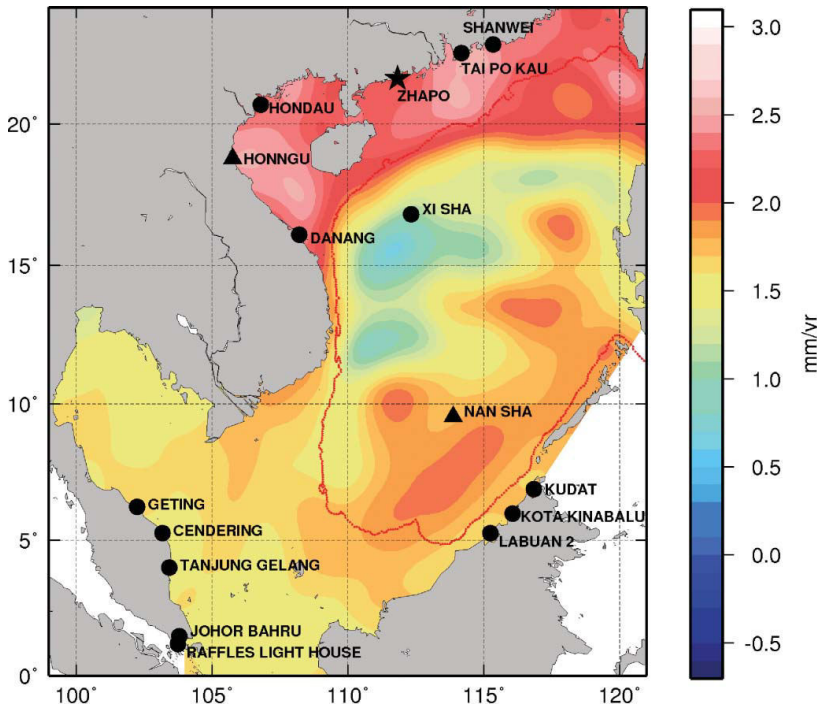 SHANWEI
TAI PO KAU
ZHAPO
HONDAU
HONNGU
XI SHA
DANANG
NAN SHA
KUDAT
KOTA KINABALU
LABUAN 2
GETING
CENDERING
TANJUNG GELANG
JOHOR BAHRU
RAFFLES LIGHT HOUSE
20˚
15˚
10˚
5˚
0˚
100˚
105˚
110˚
115˚
120˚
3.0
2.5
2.0
1.5
1.0
0.5
0.0
-0.5
mm/yr